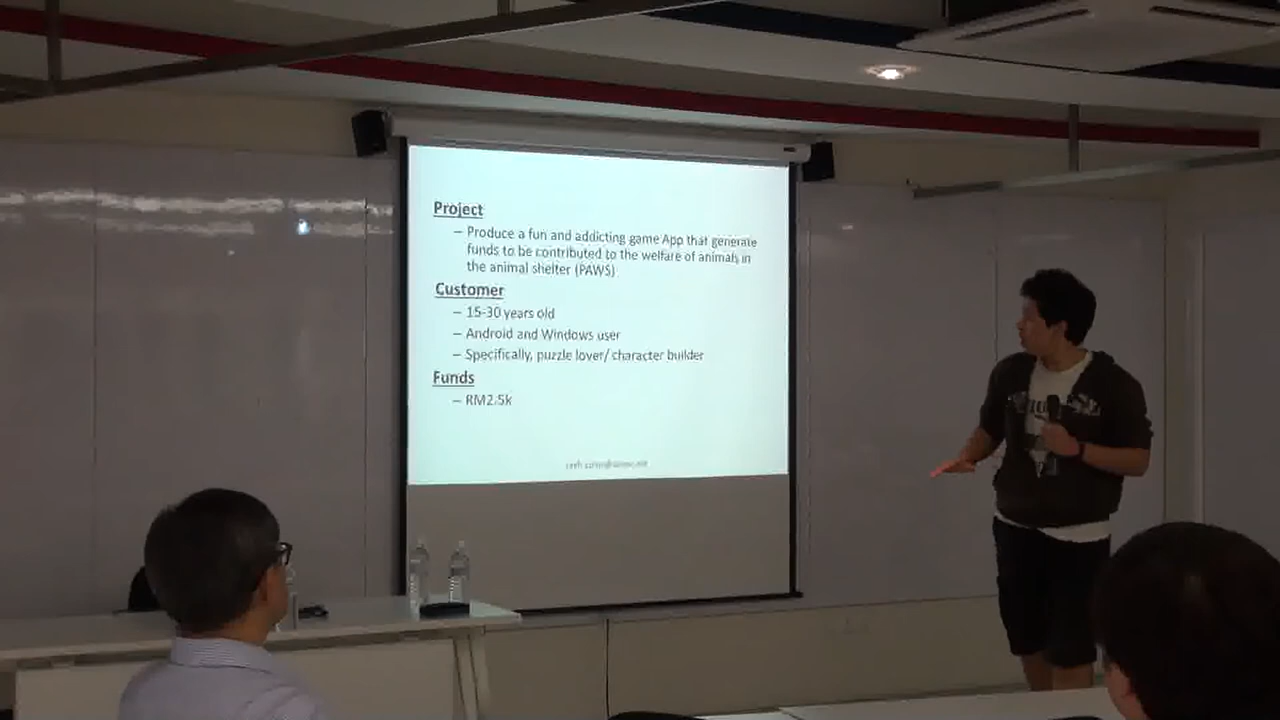 Project
– Produce a fun and addicting game App that generate
funds to be contributed to the welfare of animals in
the animal shelter (PAWS)
Customer
– 15-30 years old
– Android and Windows user
– Specifically, puzzle lover/ character builder
Funds
– RM2.5k